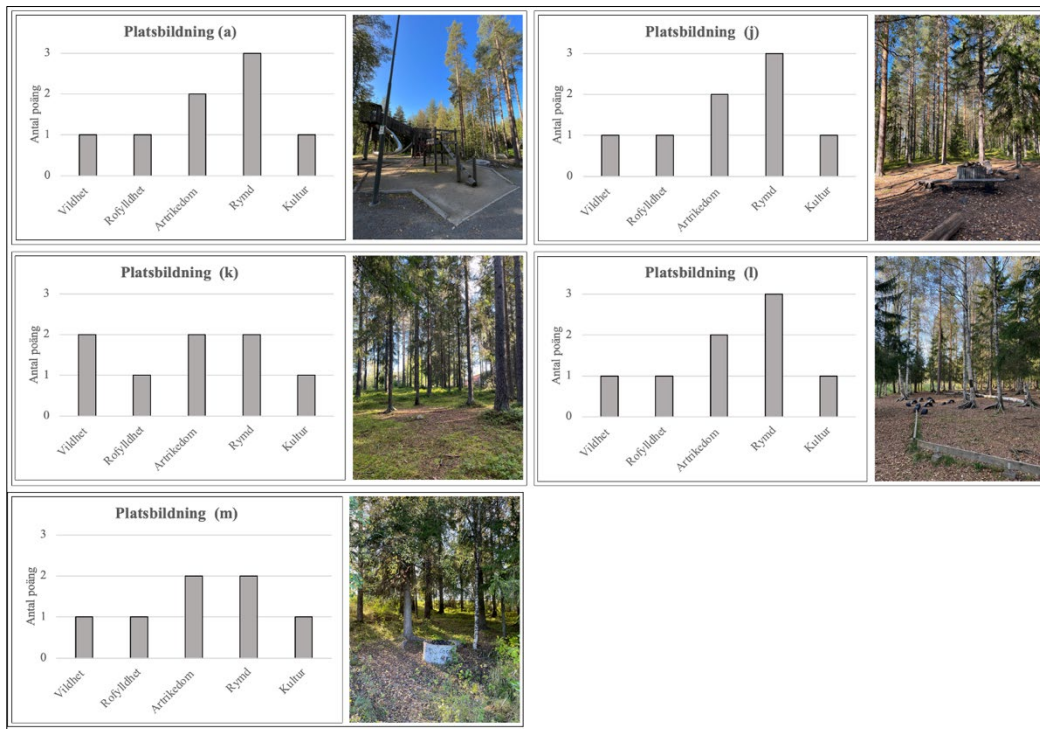 Platsbildning (a)
Antal poäng
3
2
1
0
Vildhet
Rofylldhet
Artrikedom
Rymd
Kultur
Platsbildning (j)
Antal poäng
3
2
1
0
Vildhet
Rofylldhet
Artrikedom
Rymd
Kultur
Platsbildning (k)
Antal poäng
3
2
1
0
Vildhet
Rofylldhet
Artrikedom
Rymd
Kultur
Platsbildning (l)
Antal poäng
3
2
1
0
Vildhet
Rofylldhet
Artrikedom
Rymd
Kultur
Platsbildning (m)
Antal poäng
3
2
1
0
Vildhet
Rofylldhet
Artrikedom
Rymd
Kultur